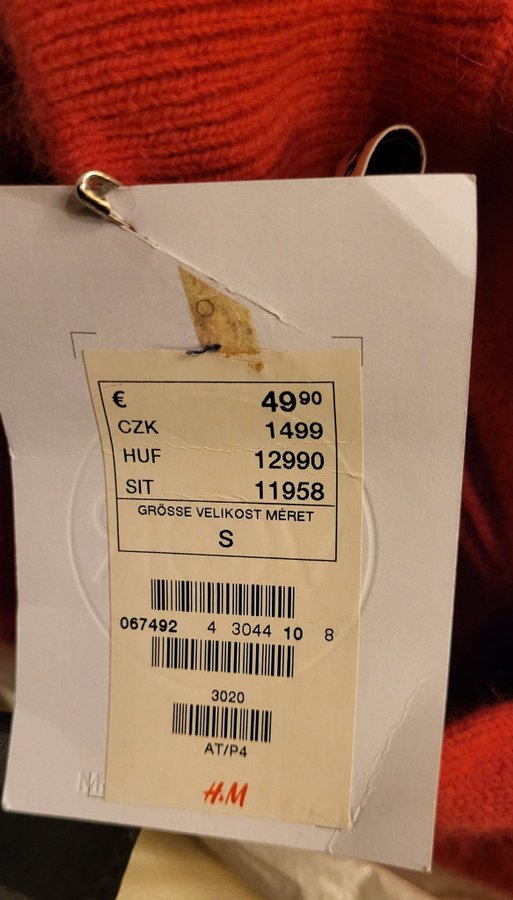 € 49⁹⁰
CZK 1499
HUF 12990
SIT 11958
GRÖSSE VELIKOST MÉRET
S
067492 4 3044 10 8
3020
AT/P4
H&M